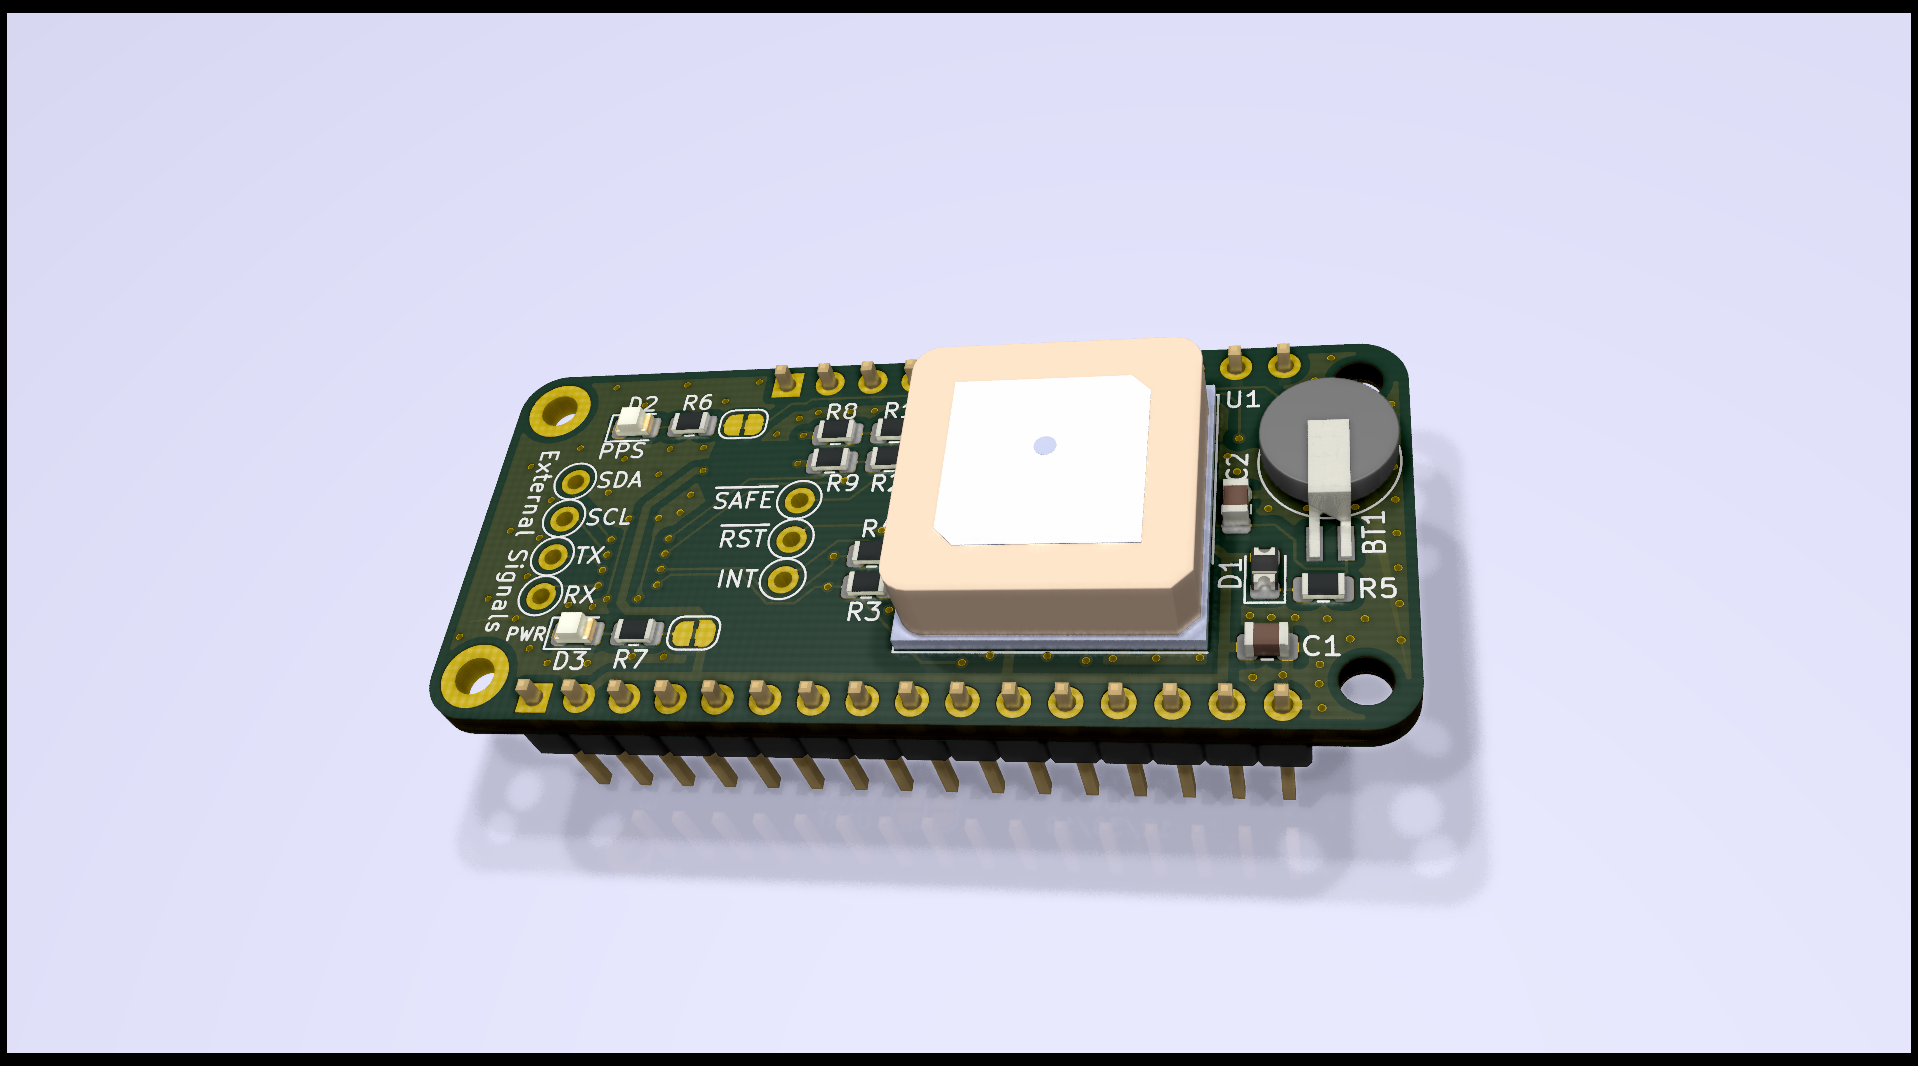 D2
R6
PPS
External Signals
SDA
SCL
TX
RX
PWR
D3
R7
SAFE
RST
INT
R8
R9
R3
U1
C2
BT1
D1
R5
C1